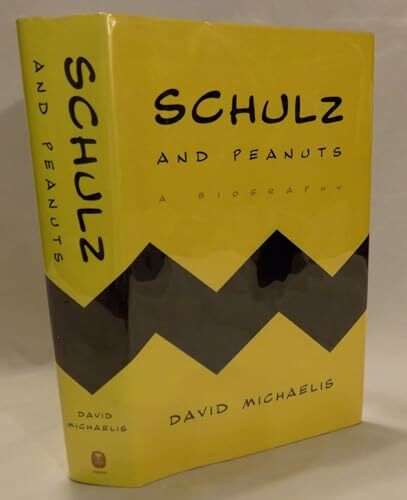 SCHULZ
AND PEANUTS
A BIOGRAPHY
DAVID MICHAELIS
SCHULZ
AND PEANUTS
DAVID
MICHAELIS